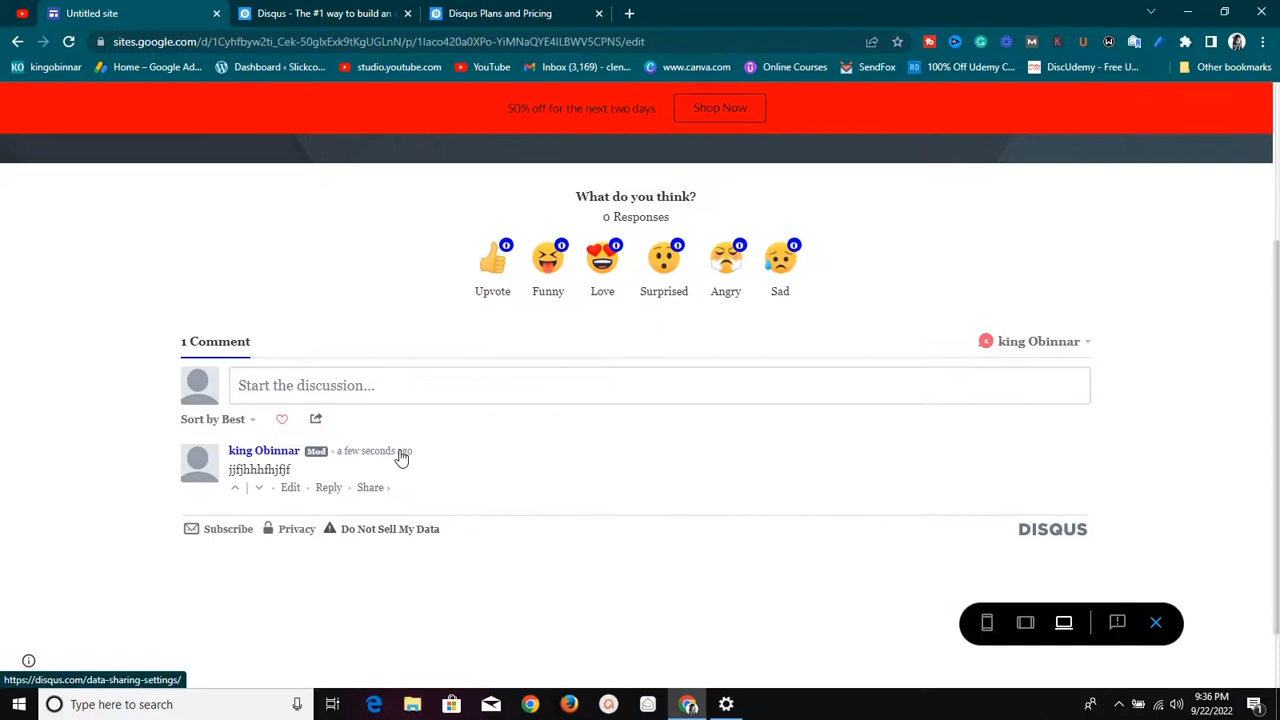 Untitled site
Disqus - The #1 way to build an
Disqus Plans and Pricing
sites.google.com/d/1Cyhfbyw2ti_Cek-50glxExk9tKgUGLnN/p/1Iaco420a0XPo-YiMNaQYE4ILBWV5CPNS/edit
kingobinnar
Home – Google Ad...
Dashboard ‹ Slickco...
studio.youtube.com
YouTube
Inbox (3,169) - clen...
www.canva.com
Online Courses
SendFox
100% Off Udemy C...
DiscUdemy - Free U...
Other bookmarks
50% off for the next two days
Shop Now
What do you think?
0 Responses
0 0 0 0 0 0
Upvote Funny Love Surprised Angry Sad
1 Comment
1 king Obinnar
Start the discussion...
Sort by Best
king Obinnar Mod • a few seconds ago
jjfjhhhfhjfjf
Edit • Reply • Share ›
Subscribe
Privacy
Do Not Sell My Data
DISQUS
https://disqus.com/data-sharing-settings/
Type here to search
9:36 PM
9/22/2022